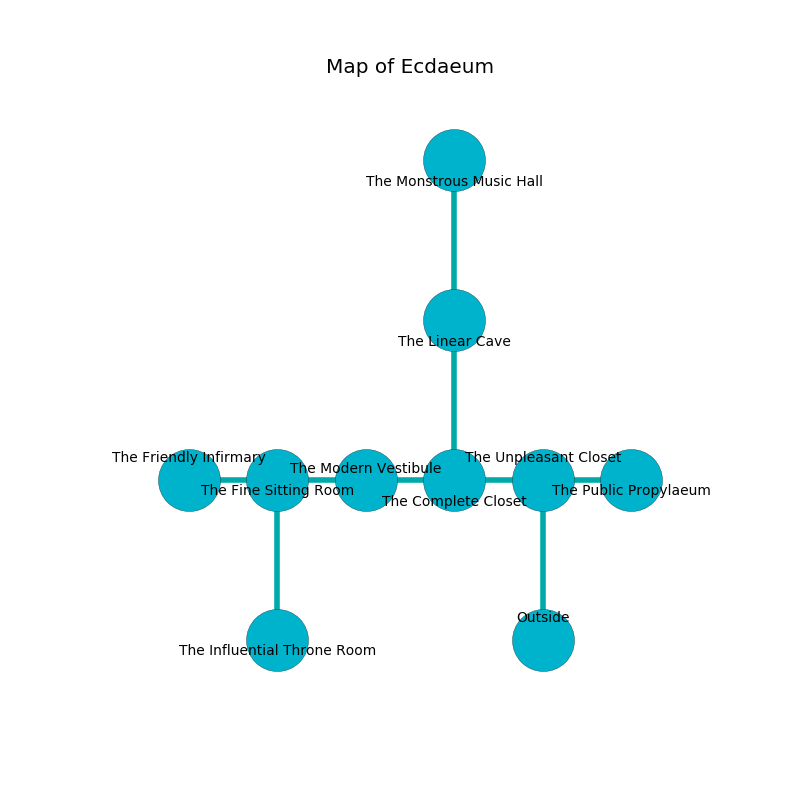 Map of Ecdaeum
The Monstrous Music Hall
The Linear Cave
The Friendly Infirmary
The Unpleasant Closet
The Modern Vestibule
The Fine Sitting Room
The Public Propylaeum
The Complete Closet
Outside
The Influential Throne Room